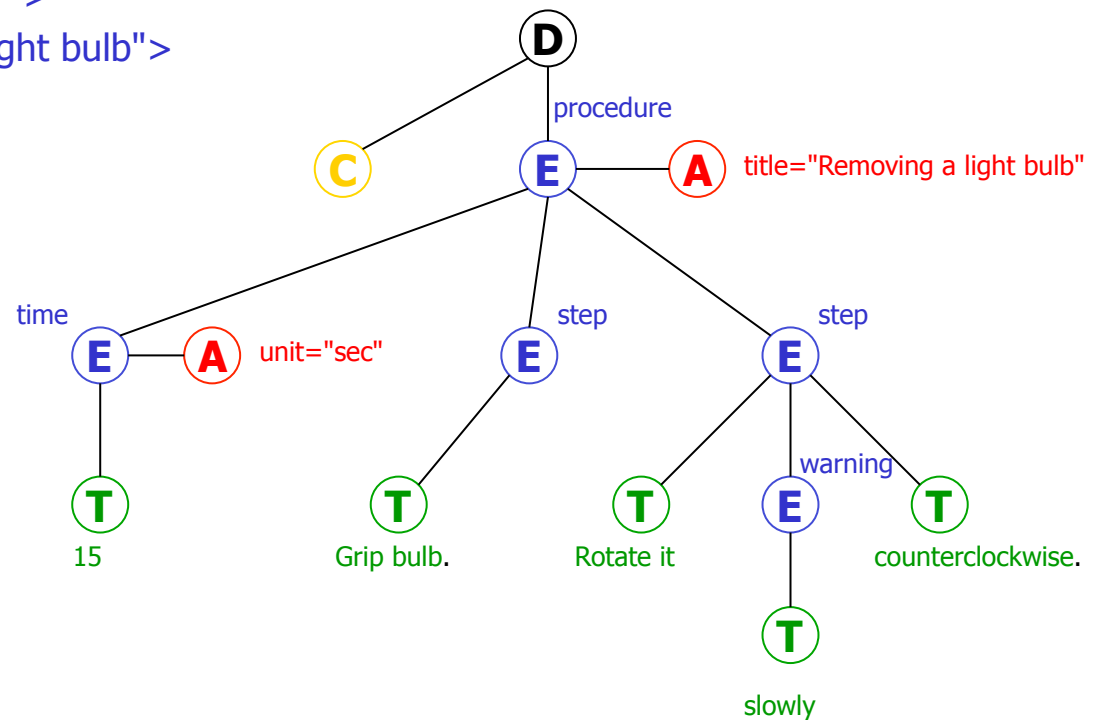 ">
ght bulb">
D
procedure
C
E
A
title="Removing a light bulb"
time
step
step
E
A
unit="sec"
E
E
warning
T
T
T
E
T
15
Grip bulb.
Rotate it
counterclockwise.
T
slowly